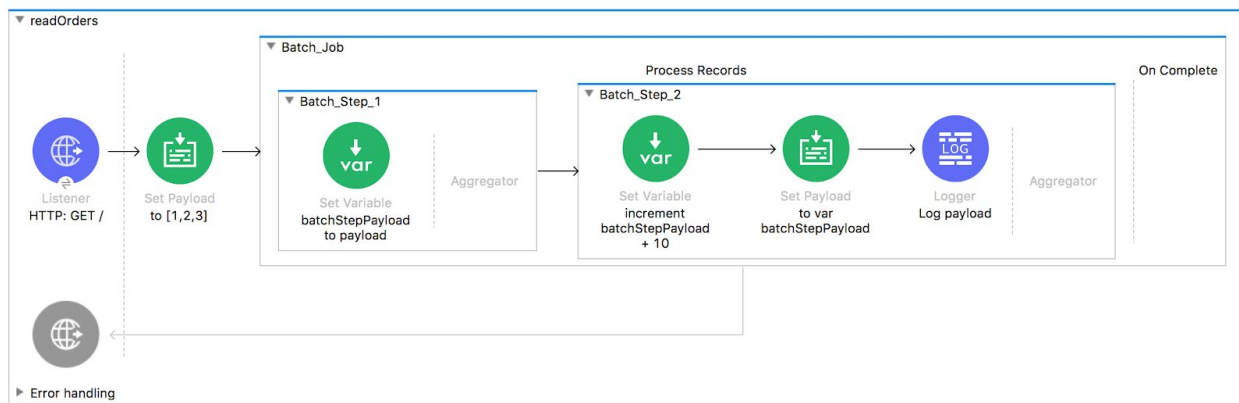 readOrders
Batch_Job
Process Records
On Complete
Batch_Step_1
Batch_Step_2
var
var
LOG
Aggregator
Aggregator
Listener
HTTP: GET /
Set Payload
to [1,2,3]
Set Variable
batchStepPayload
to payload
Set Variable
increment
batchStepPayload
+ 10
Set Payload
to var
batchStepPayload
Logger
Log payload
Error handling